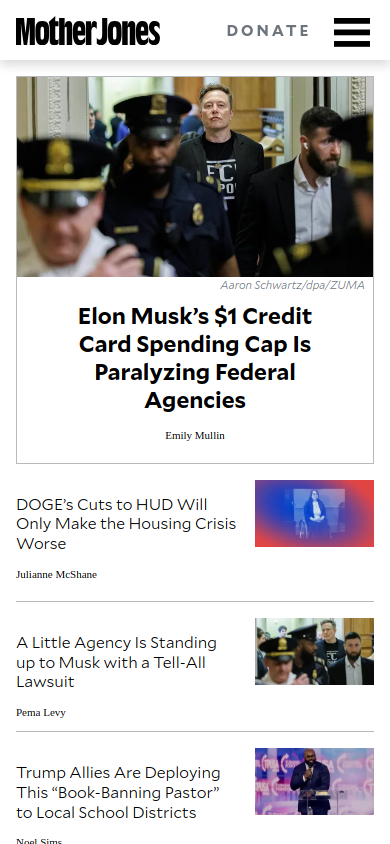 Mother Jones
DONATE
Aaron Schwartz/dpa/ZUMA
Elon Musk’s $1 Credit
Card Spending Cap Is
Paralyzing Federal
Agencies
Emily Mullin
DOGE’s Cuts to HUD Will
Only Make the Housing Crisis
Worse
Julianne McShane
A Little Agency Is Standing
up to Musk with a Tell-All
Lawsuit
Pema Levy
Trump Allies Are Deploying
This “Book-Banning Pastor”
to Local School Districts
Noel Sims